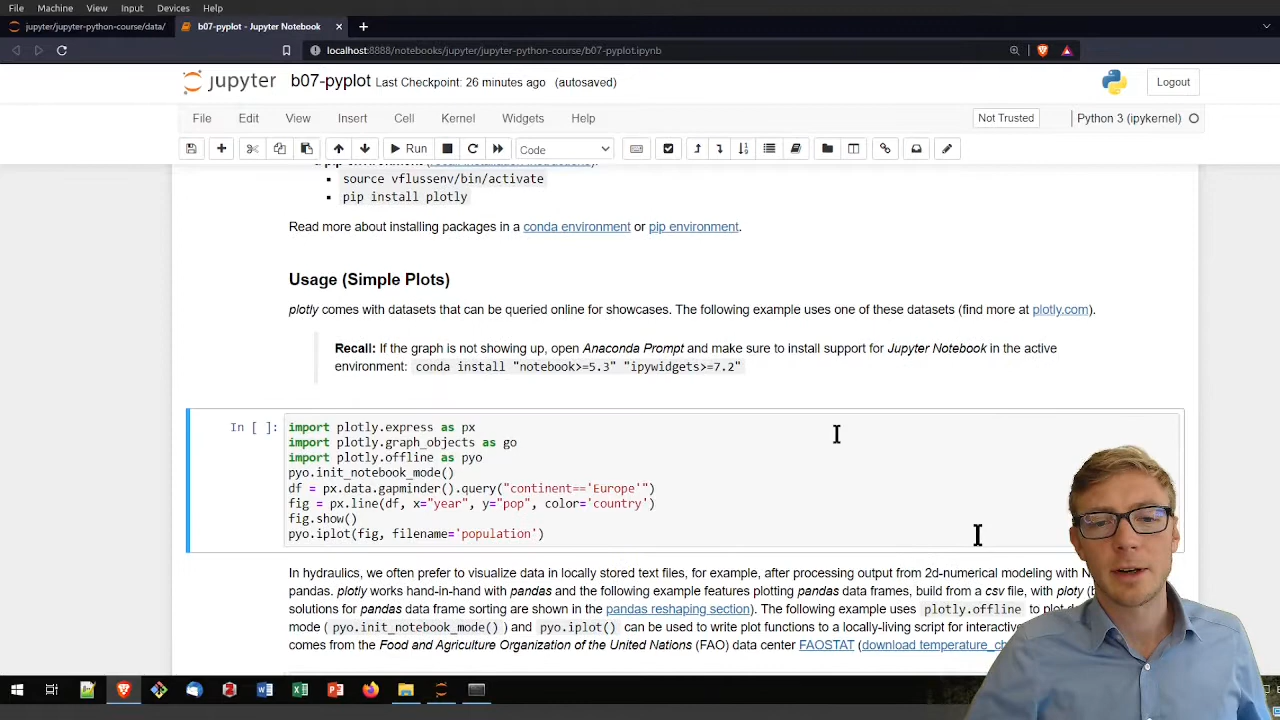 File Machine View Input Devices Help
jupyter/jupyter-python-course/data/ b07-pyplot - Jupyter Notebook
localhost:8888/notebooks/jupyter/jupyter-python-course/b07-pyplot.ipynb
jupyter b07-pyplot Last Checkpoint: 26 minutes ago (autosaved) Logout
File Edit View Insert Cell Kernel Widgets Help Not Trusted Python 3 (ipykernel)
Run Code
source vflussenv/bin/activate
pip install plotly
Read more about installing packages in a conda environment or pip environment.
Usage (Simple Plots)
plotly comes with datasets that can be queried online for showcases. The following example uses one of these datasets (find more at plotly.com).
Recall: If the graph is not showing up, open Anaconda Prompt and make sure to install support for Jupyter Notebook in the active
environment: conda install "notebook>=5.3" "ipywidgets>=7.2"
In [ ]:
import plotly.express as px
import plotly.graph_objects as go
import plotly.offline as pyo
pyo.init_notebook_mode()
df = px.data.gapminder().query("continent=='Europe'")
fig = px.line(df, x="year", y="pop", color='country')
fig.show()
pyo.iplot(fig, filename='population')
In hydraulics, we often prefer to visualize data in locally stored text files, for example, after processing output from 2d-numerical modeling with
pandas. plotly works hand-in-hand with pandas and the following example features plotting pandas data frames, build from a csv file, with ploty
solutions for pandas data frame sorting are shown in the pandas reshaping section). The following example uses plotly.offline to plot
mode (pyo.init_notebook_mode()) and pyo.iplot() can be used to write plot functions to a locally-living script for
comes from the Food and Agriculture Organization of the United Nations (FAO) data center FAOSTAT (download